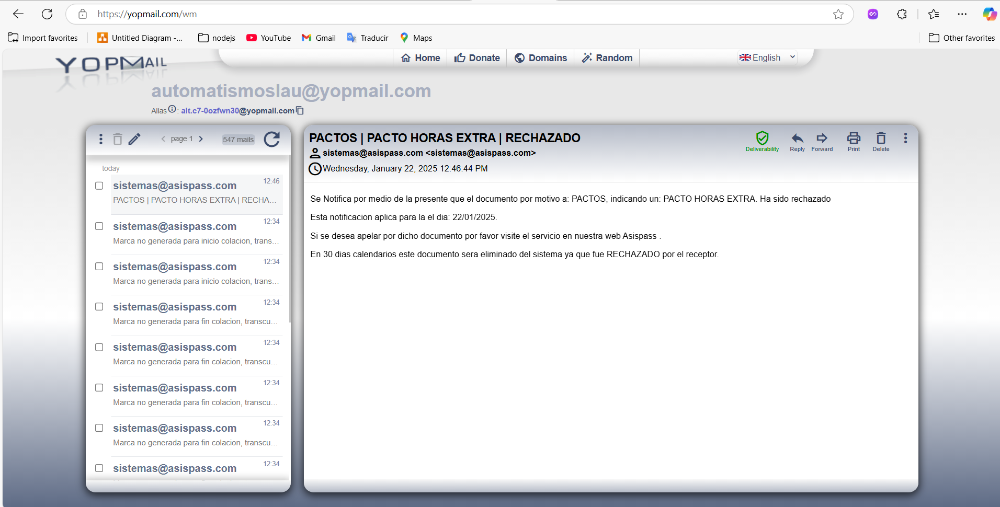 https://yopmail.com/wm
Import favorites
Untitled Diagram -...
nodejs
YouTube
Gmail
Traducir
Maps
Other favorites
YOPMAIL
Home
Donate
Domains
Random
English
automatismoslau@yopmail.com
Alias : alt.c7-0ozfwn30@yopmail.com
page 1
547 mails
today
sistemas@asispass.com 12:46
PACTOS | PACTO HORAS EXTRA | RECHA...
sistemas@asispass.com 12:34
Marca no generada para inicio colacion, trans...
sistemas@asispass.com 12:34
Marca no generada para inicio colacion, trans...
sistemas@asispass.com 12:34
Marca no generada para fin colacion, transcu...
sistemas@asispass.com 12:34
Marca no generada para fin colacion, transcu...
sistemas@asispass.com 12:34
Marca no generada para fin colacion, transcu...
sistemas@asispass.com 12:34
Marca no generada para fin colacion, transcu...
sistemas@asispass.com 12:34
PACTOS | PACTO HORAS EXTRA | RECHAZADO
sistemas@asispass.com <sistemas@asispass.com>
Wednesday, January 22, 2025 12:46:44 PM
Deliverability
Reply
Forward
Print
Delete
Se Notifica por medio de la presente que el documento por motivo a: PACTOS, indicando un: PACTO HORAS EXTRA. Ha sido rechazado
Esta notificacion aplica para la el dia: 22/01/2025.
Si se desea apelar por dicho documento por favor visite el servicio en nuestra web Asispass .
En 30 dias calendarios este documento sera eliminado del sistema ya que fue RECHAZADO por el receptor.